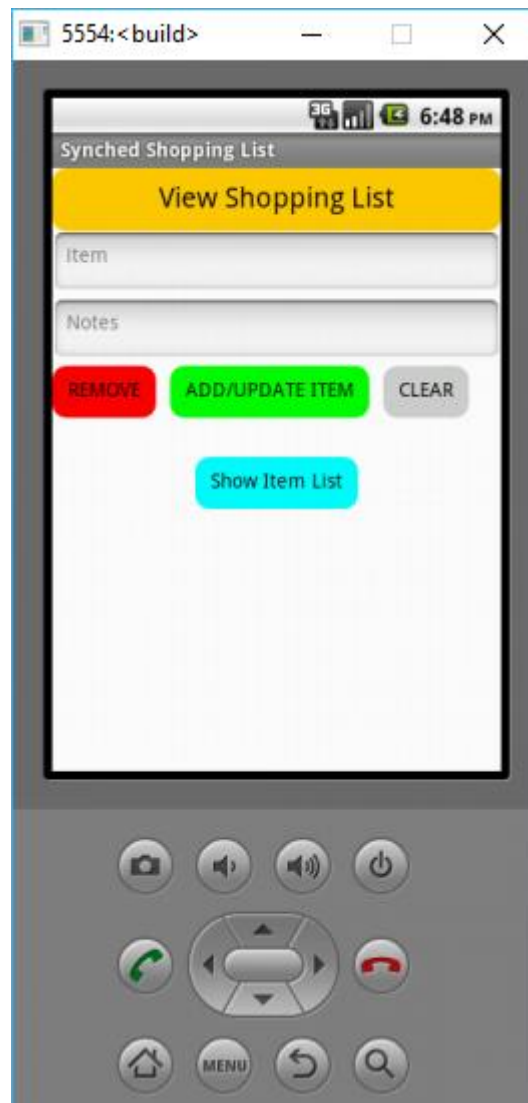 5554:<build>
3G 6:48 PM
Synched Shopping List
View Shopping List
Item
Notes
REMOVE ADD/UPDATE ITEM CLEAR
Show Item List
MENU